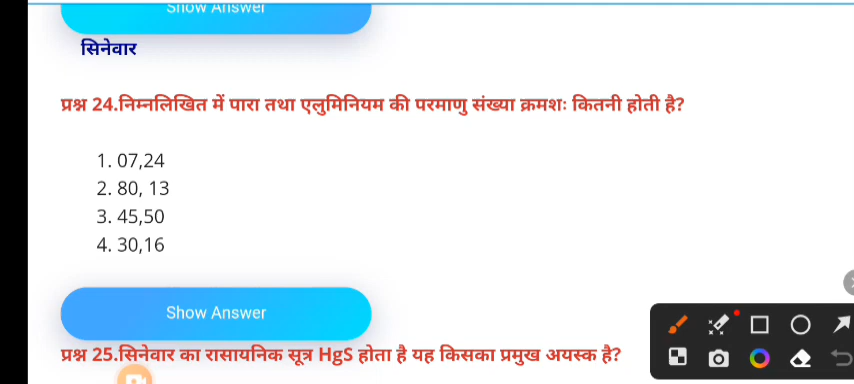 Show Answer
सिनेवार
प्रश्न 24.निम्नलिखित में पारा तथा एलुमिनियम की परमाणु संख्या क्रमशः कितनी होती है?
1. 07,24
2. 80, 13
3. 45,50
4. 30,16
Show Answer
प्रश्न 25.सिनेवार का रासायनिक सूत्र HgS होता है यह किसका प्रमुख अयस्क है?